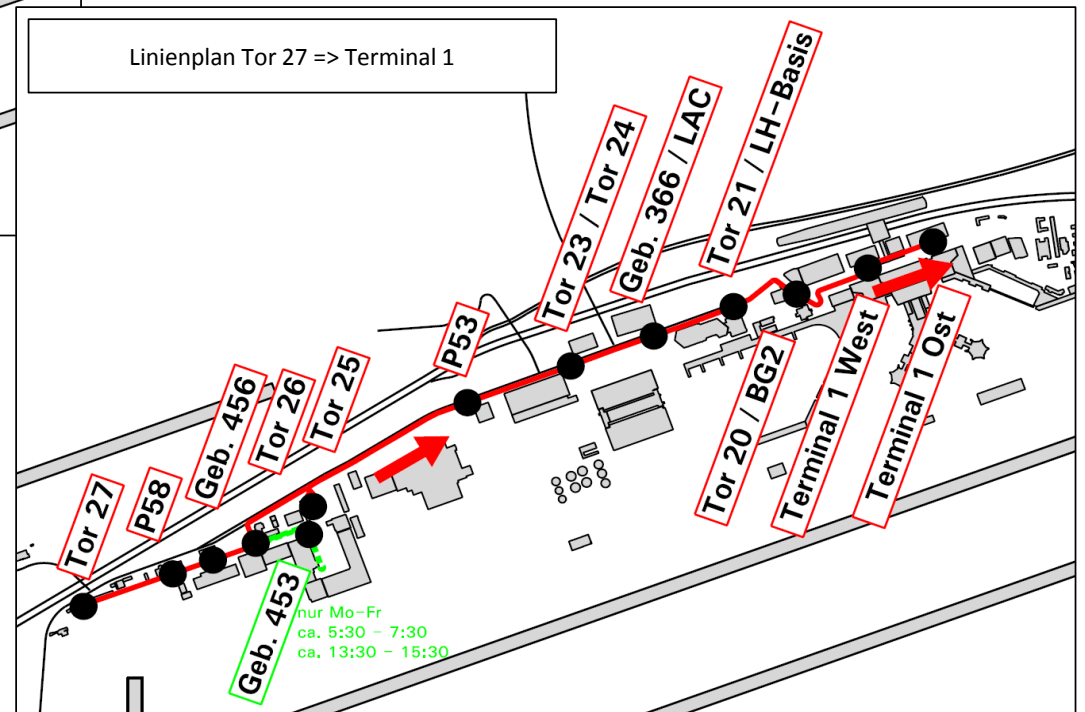 Linienplan Tor 27 => Terminal 1
Tor 27
P58
Geb. 456
Tor 26
Tor 25
P53
Tor 23 / Tor 24
Geb. 366 / LAC
Tor 21 / LH-Basis
Tor 20 / BG2
Terminal 1 West
Terminal 1 Ost
Geb. 453
nur Mo-Fr
ca. 5:30 - 7:30
ca. 13:30 - 15:30